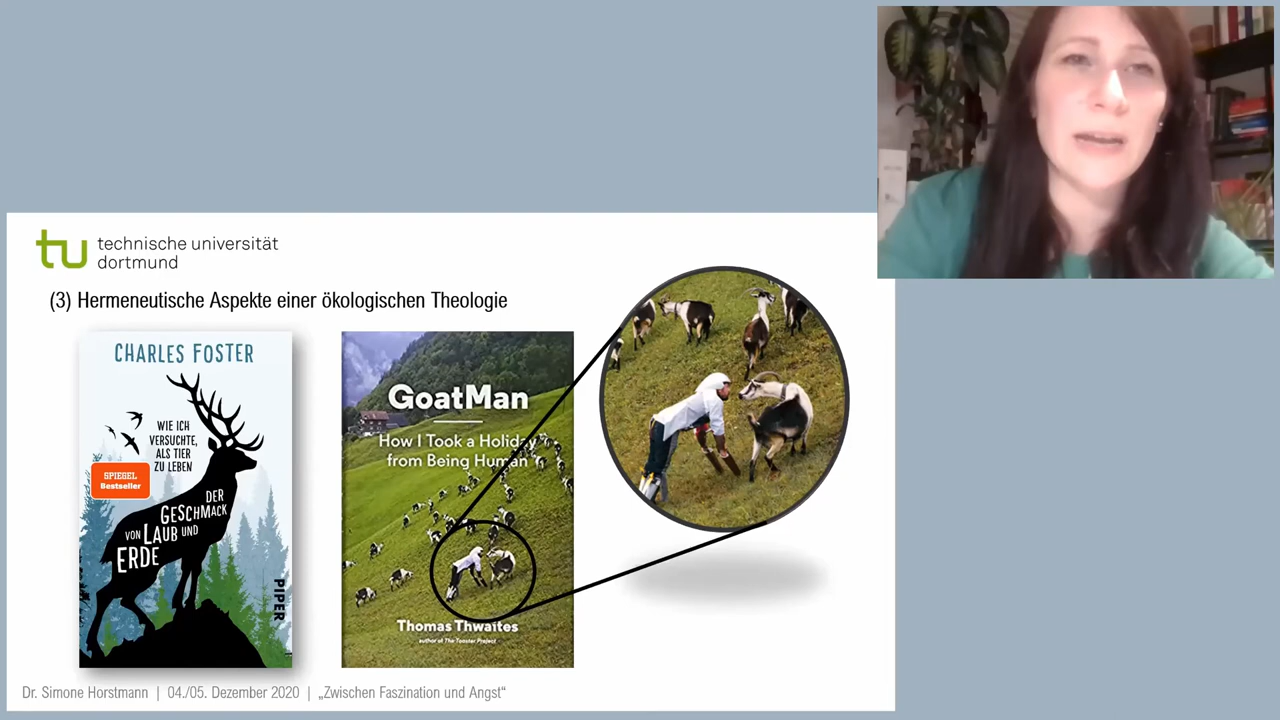 tu technische universität
dortmund
(3) Hermeneutische Aspekte einer ökologischen Theologie
CHARLES FOSTER
WIE ICH
VERSUCHTE,
ALS TIER
ZU LEBEN
SPIEGEL
Bestseller
DER
GESCHMACK
VON LAUB UND
ERDE
PIPER
GoatMan
How I Took a Holiday
from Being Human
Thomas Thwaites
author of The Toaster Project
Dr. Simone Horstmann | 04./05. Dezember 2020 | „Zwischen Faszination und Angst“